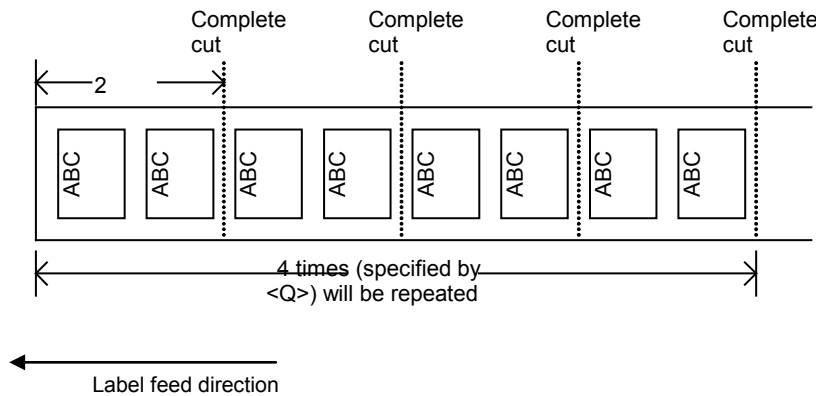 Complete cut
Complete cut
Complete cut
Complete cut
2
ABC
ABC
ABC
ABC
ABC
ABC
ABC
ABC
4 times (specified by
<Q>) will be repeated
Label feed direction